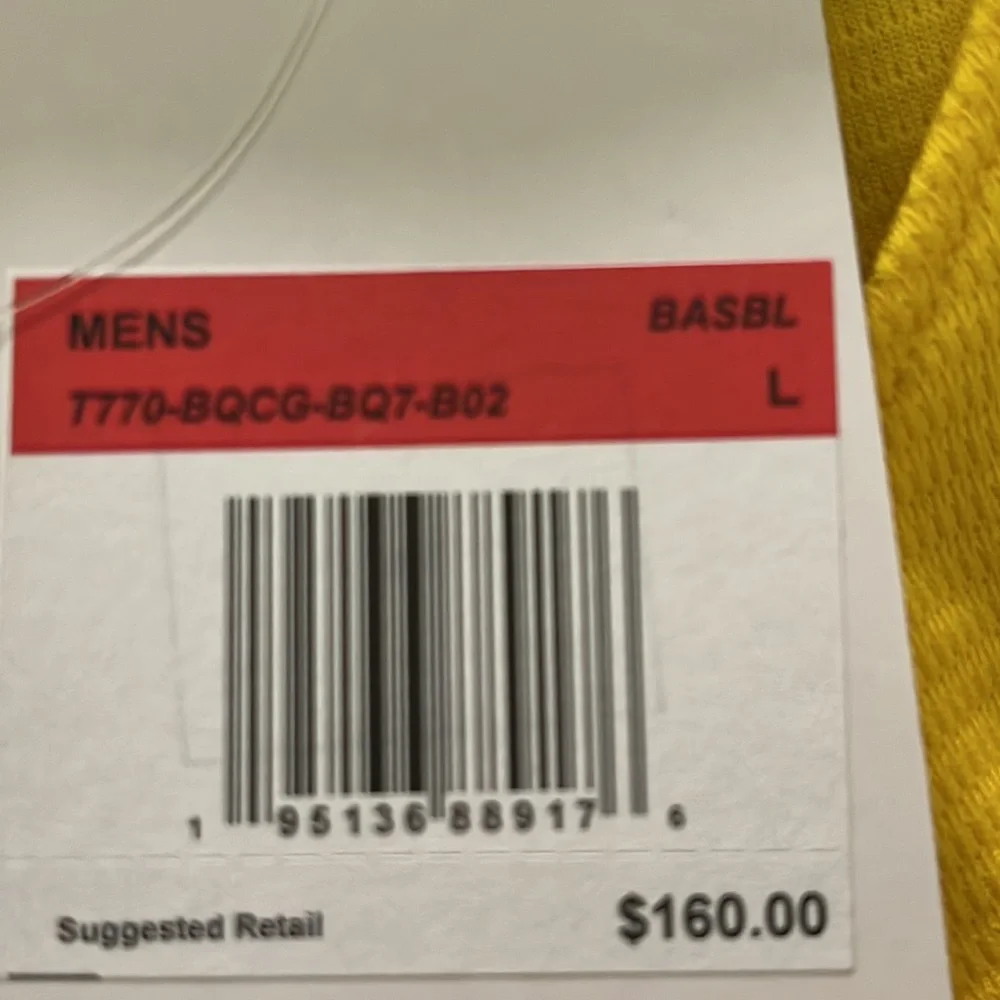 MENS BASBL
T770-BQCG-BQ7-B02 L
1 95136 88917 6
Suggested Retail $160.00